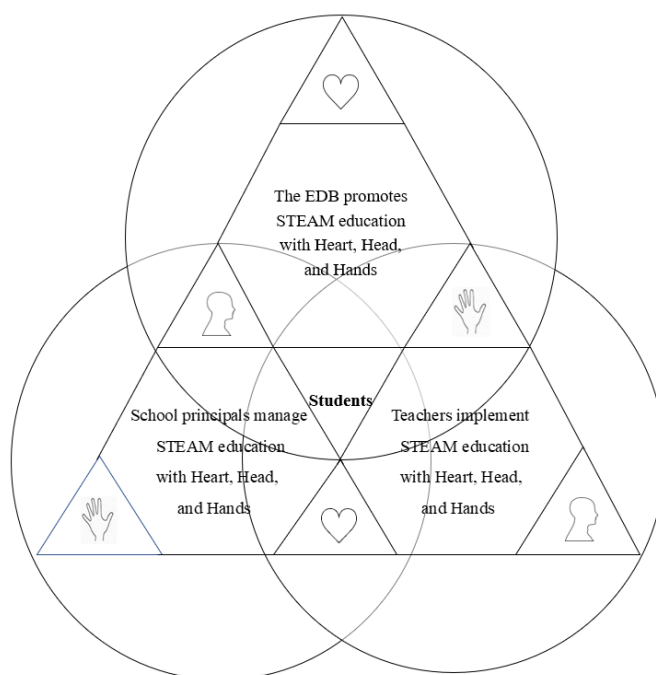 The EDB promotes
STEAM education
with Heart, Head,
and Hands
Students
School principals manage
STEAM education
with Heart, Head,
and Hands
Teachers implement
STEAM education
with Heart, Head,
and Hands